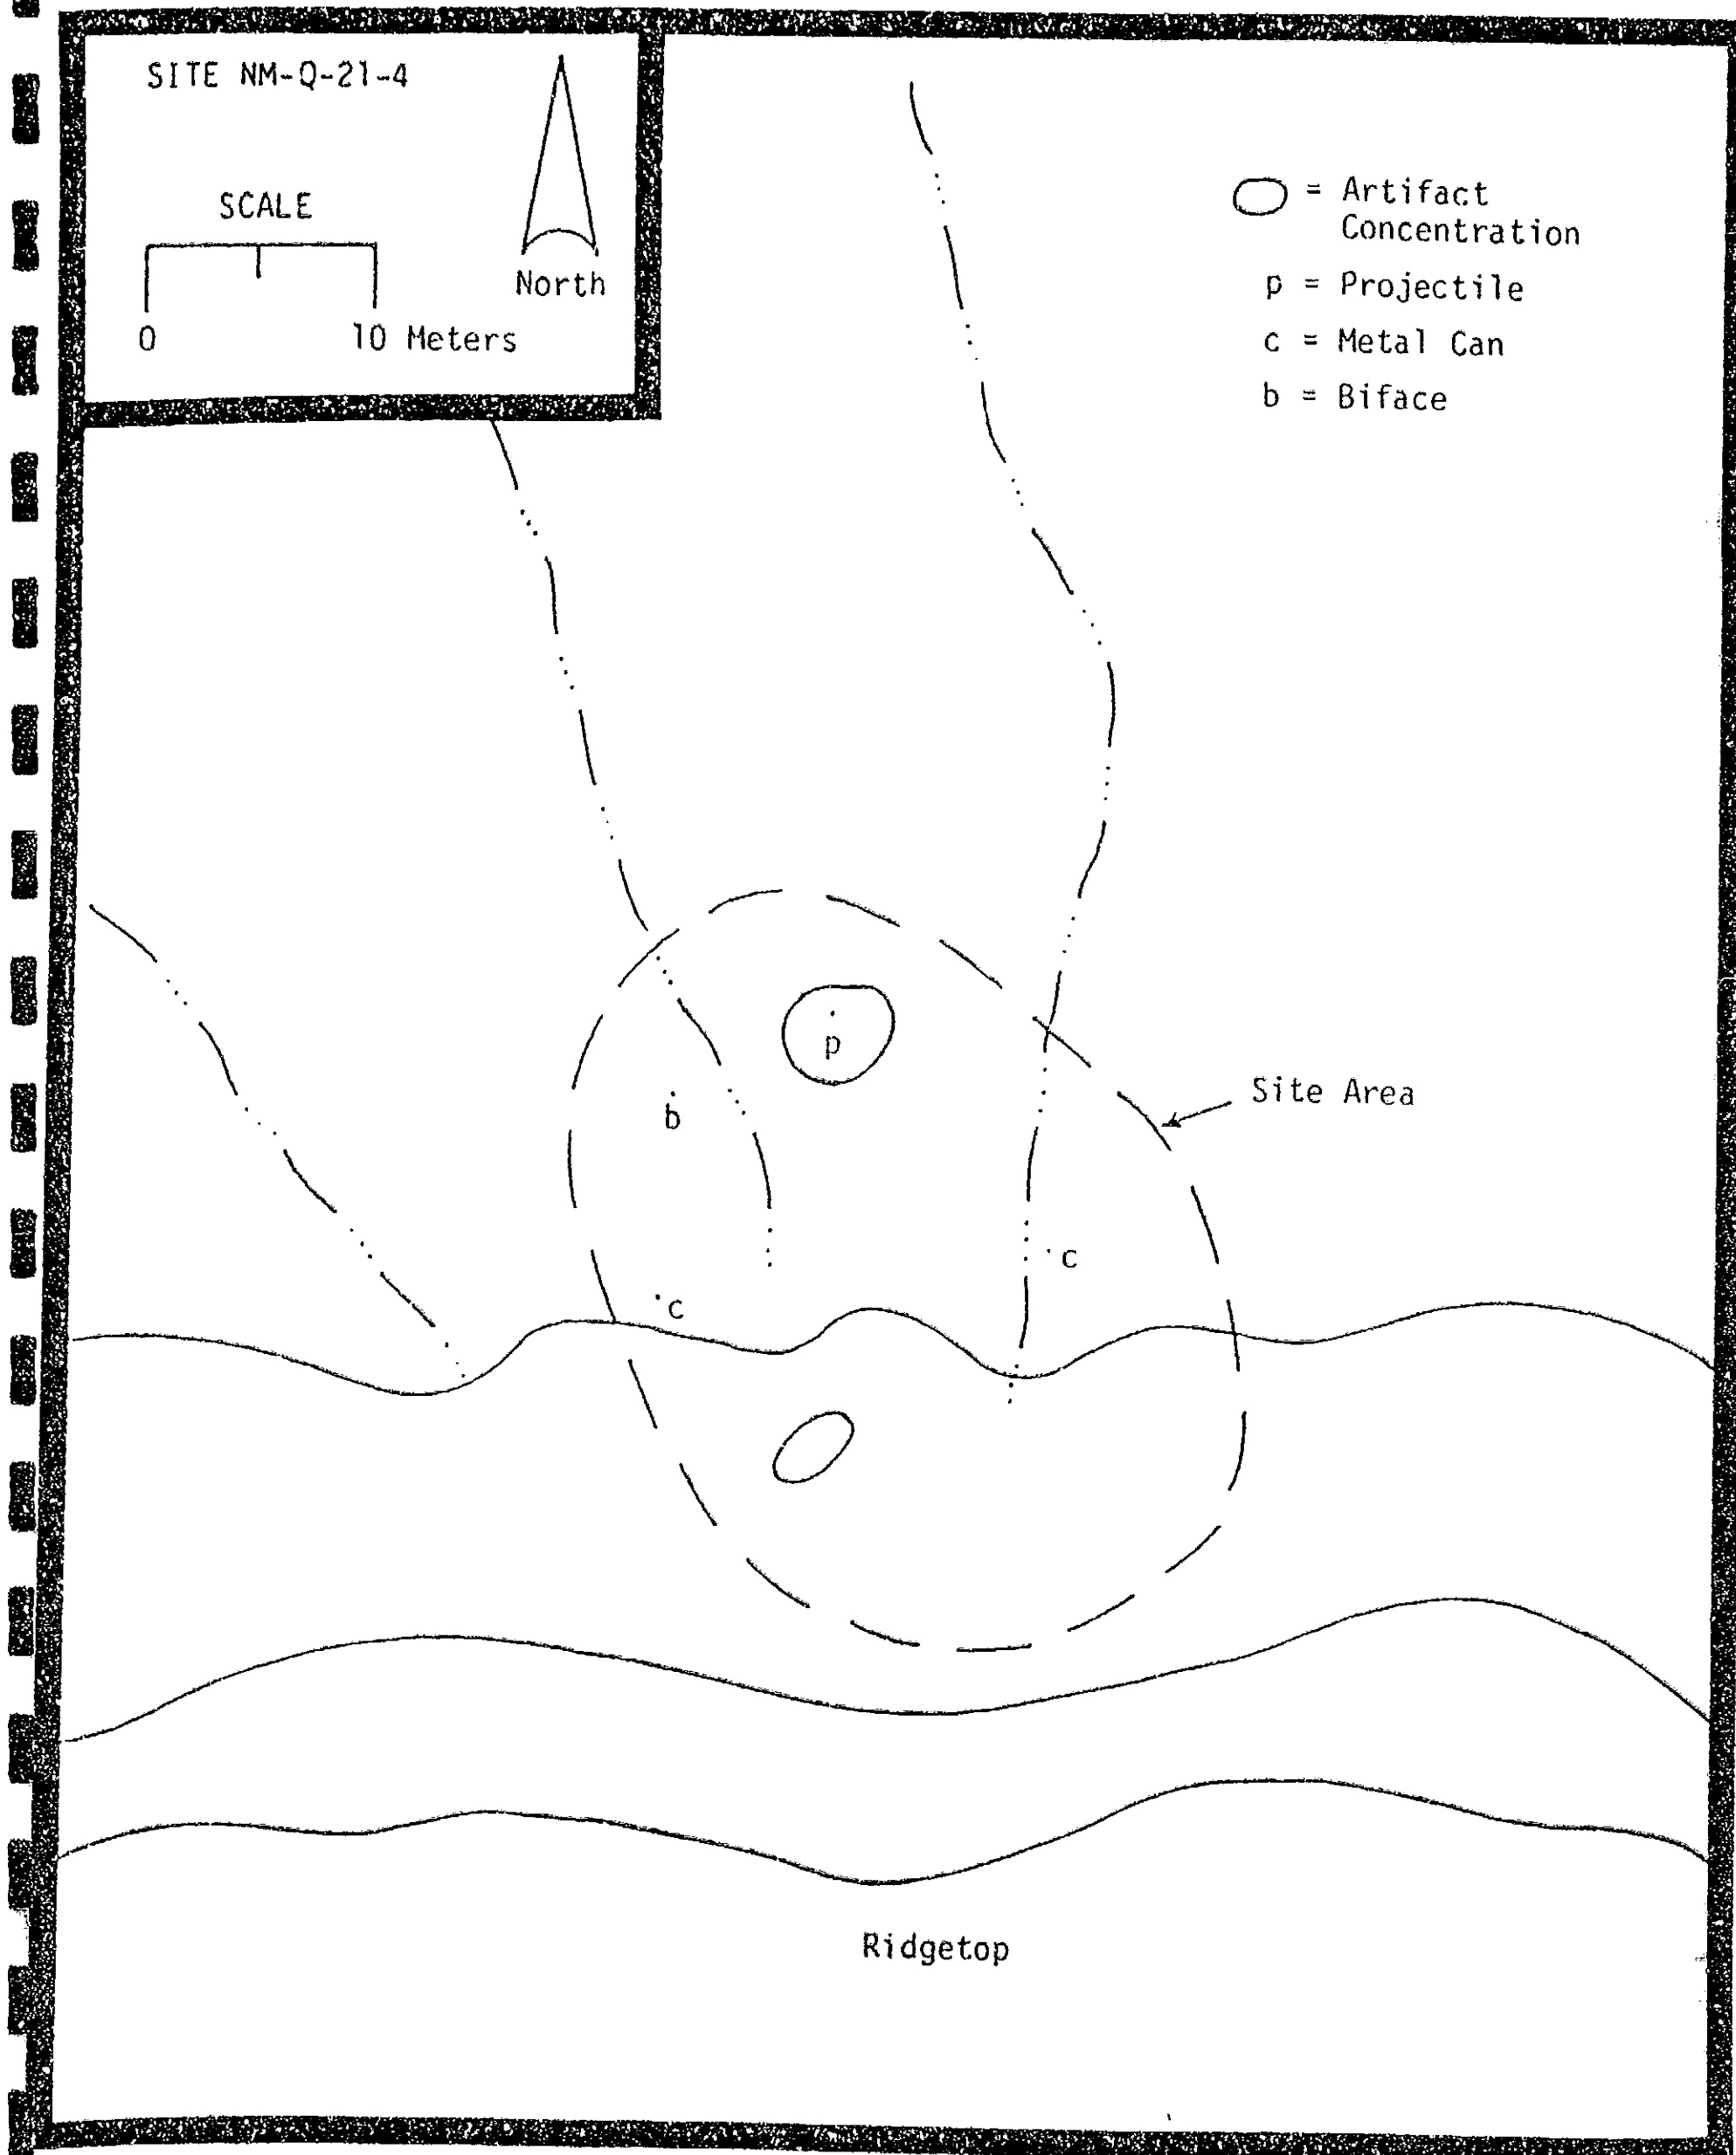 SITE NM-Q-21-4
SCALE
0 10 Meters
North
= Artifact
Concentration
p = Projectile
c = Metal Can
b = Biface
p
b
Site Area
c
c
Ridgetop